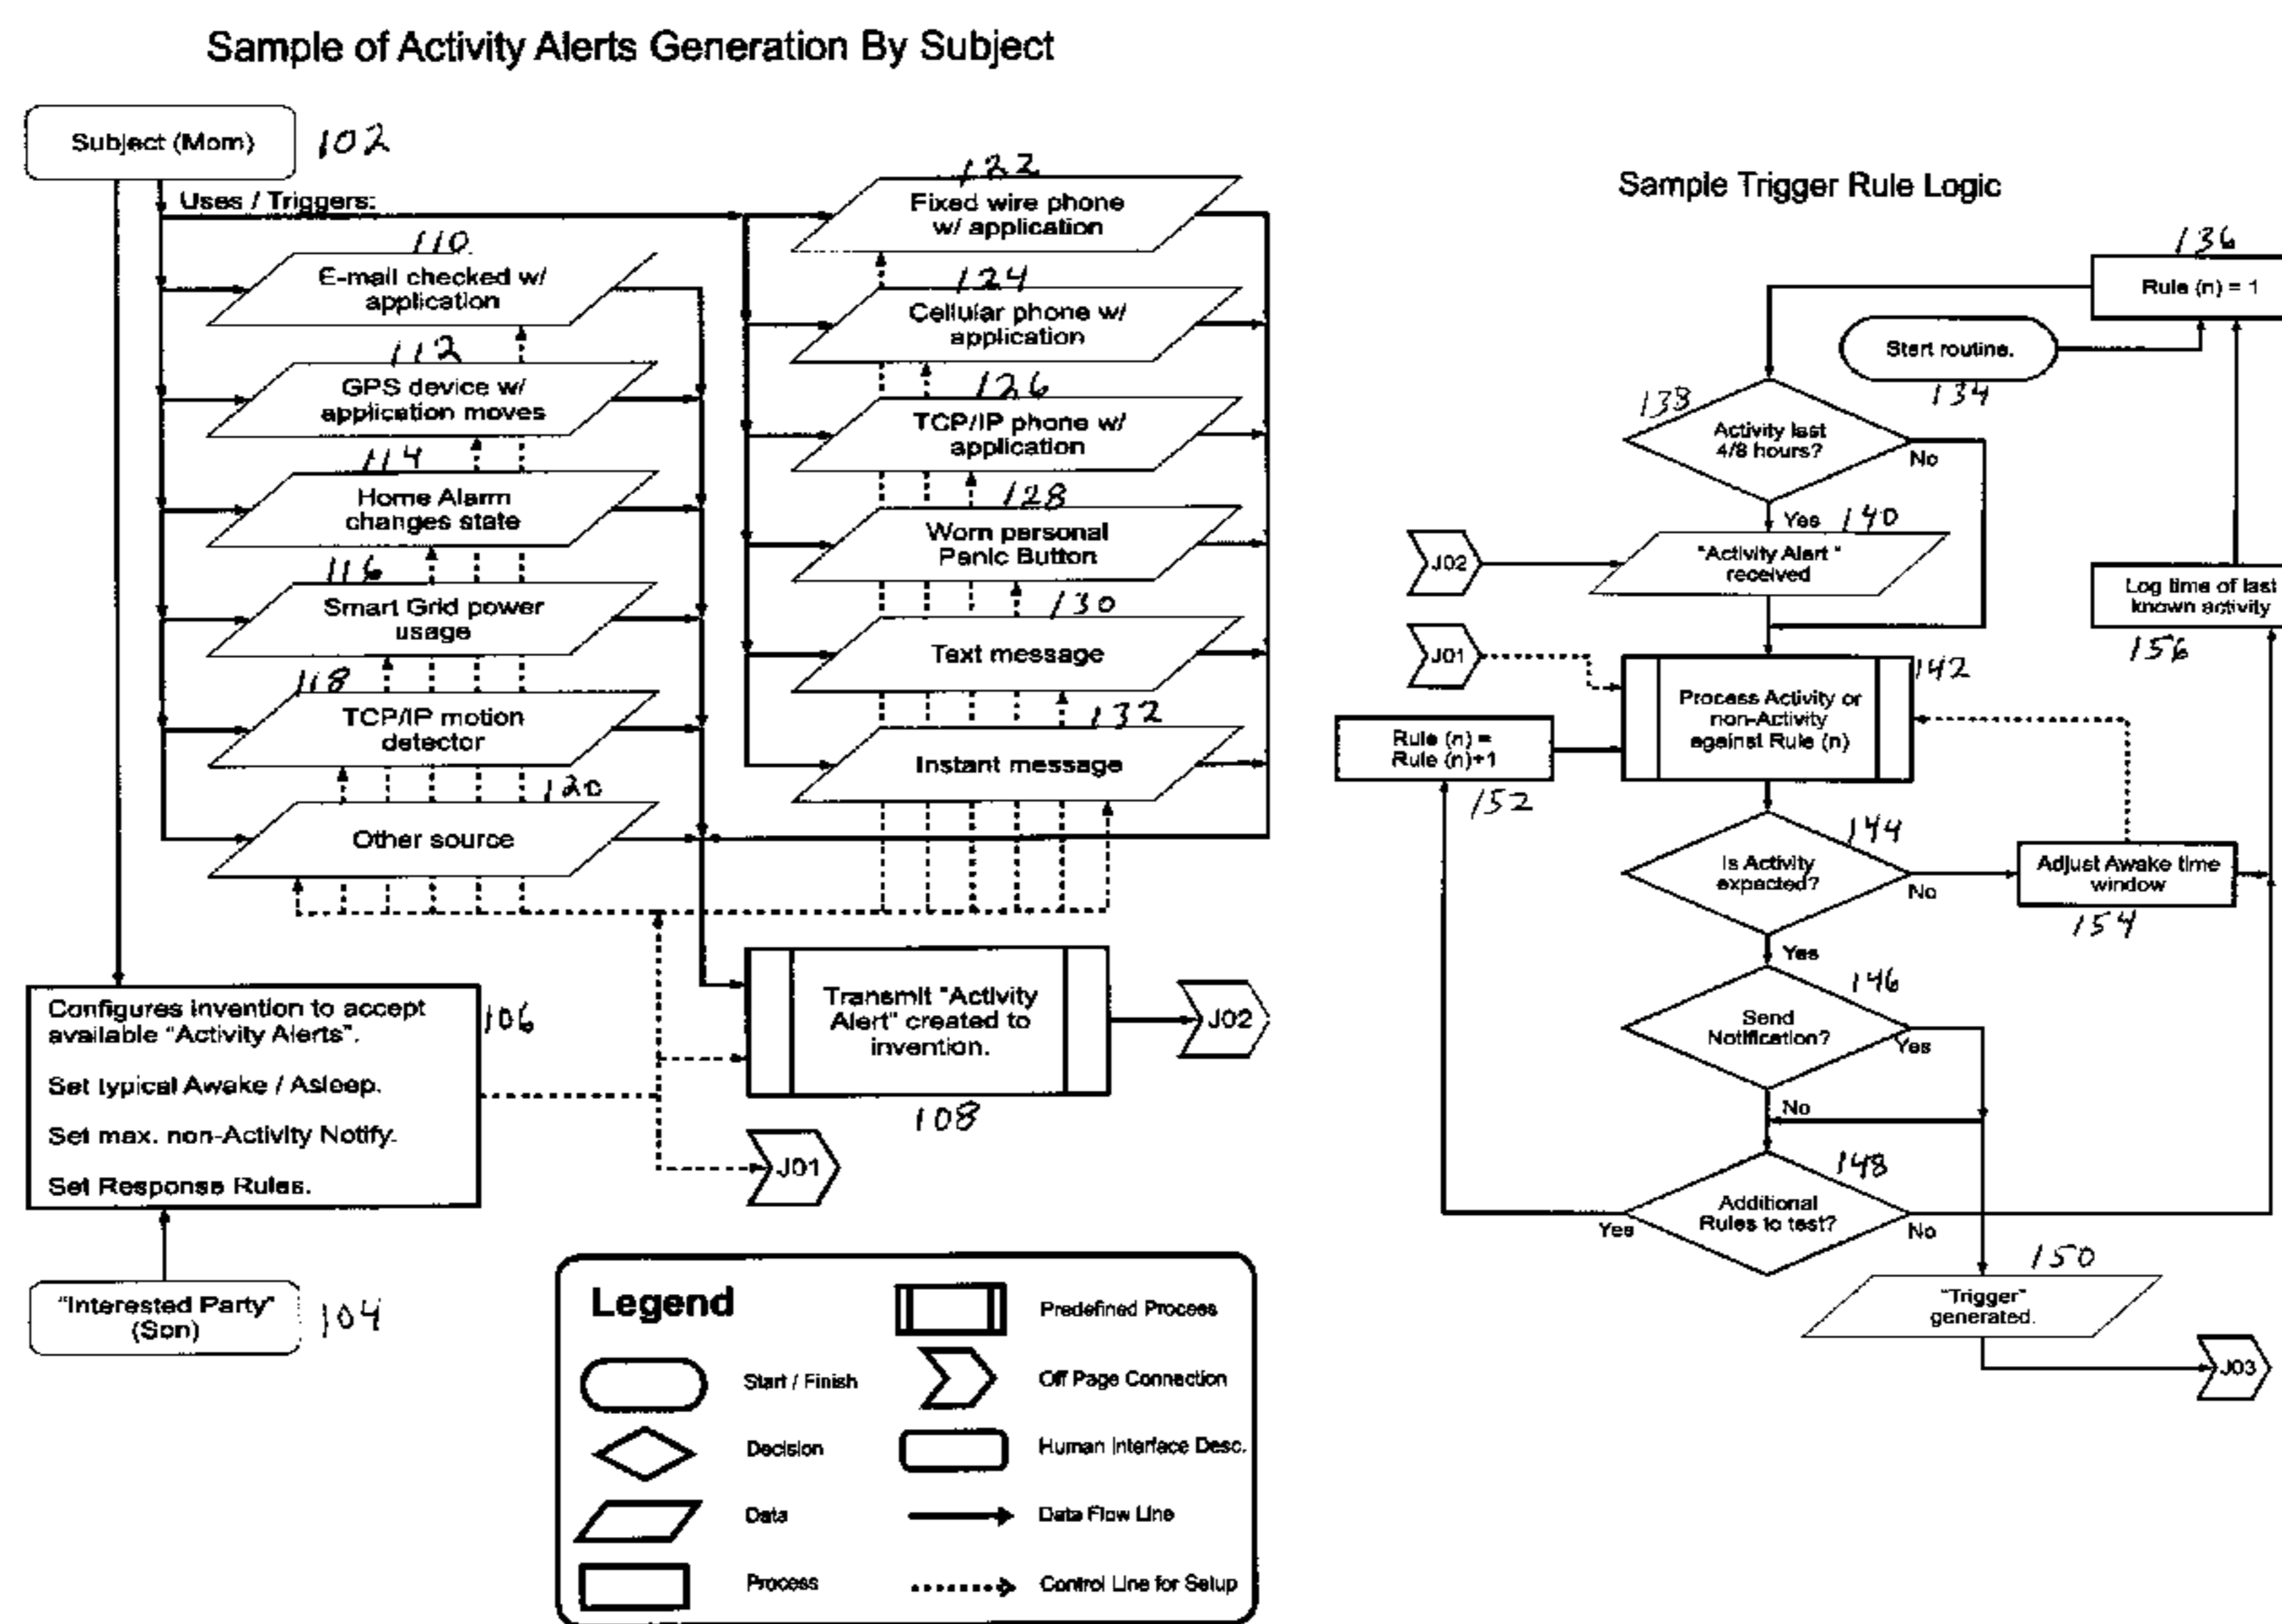 Sample of Activity Alerts Generation By Subject
Subject (Mom)
102
Uses / Triggers:
110
E-mail checked w/
application
112
GPS device w/
application moves
114
Home Alarm
changes state
116
Smart Grid power
usage
118
TCP/IP motion
detector
120
Other source
122
Fixed wire phone
w/ application
124
Cellular phone w/
application
126
TCP/IP phone w/
application
128
Worn personal
Panic Button
130
Text message
132
Instant message
Configures invention to accept
available "Activity Alerts".
Set typical Awake / Asleep.
Set max. non-Activity Notify.
Set Response Rules.
106
"Interested Party"
(Son)
104
Transmit "Activity
Alert" created to
invention.
108
J02
J01
Legend
Start / Finish
Decision
Data
Process
Predefined Process
Off Page Connection
Human Interface Desc.
Data Flow Line
Control Line for Setup
Sample Trigger Rule Logic
136
Rule (n) = 1
Start routine.
134
138
Activity last
4/8 hours?
No
Yes
140
J02
"Activity Alert "
received
J01
142
Process Activity or
non-Activity
against Rule (n)
Log time of last
known activity
156
Rule (n) =
Rule (n)+1
152
144
Is Activity
expected?
No
Adjust Awake time
window
154
Yes
146
Send
Notification?
Yes
No
148
Additional
Rules to test?
Yes
No
150
"Trigger"
generated.
J03